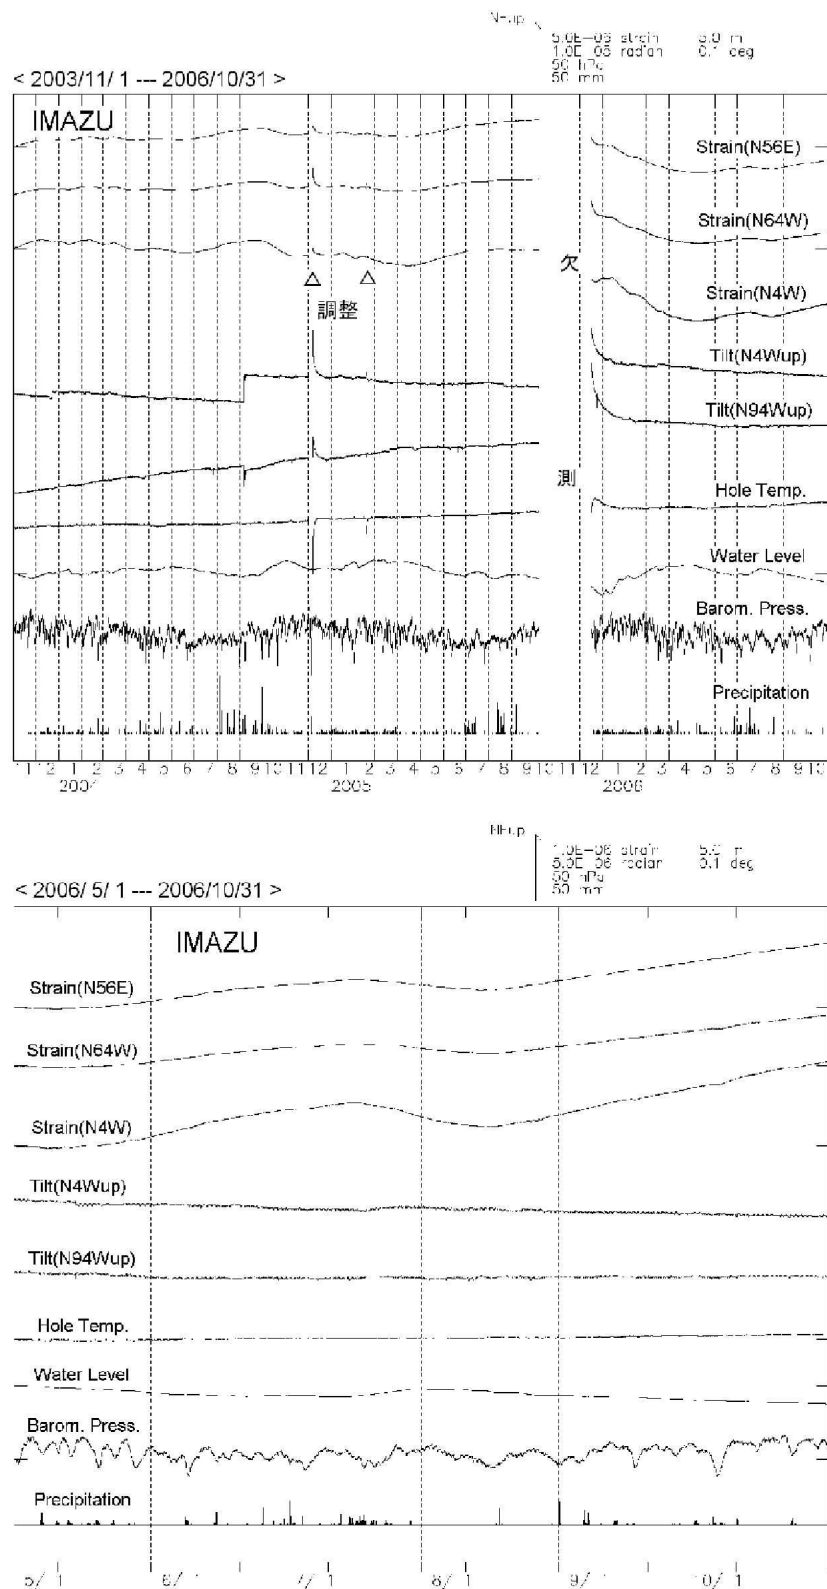 NEup
5.0E-06 strain 5.0 m
1.0E-05 radian 0.1 deg
50 hPa
50 mm
< 2003/11/ 1 --- 2006/10/31 >
IMAZU
Strain(N56E)
Strain(N64W)
欠
Strain(N4W)
調整
Tilt(N4Wup)
Tilt(N94Wup)
測
Hole Temp.
Water Level
Barom. Press.
Precipitation
11 12 1 2 3 4 5 6 7 8 9 10 11 12 1 2 3 4 5 6 7 8 9 10 11 12 1 2 3 4 5 6 7 8 9 10
2004 2005 2006
NEup
1.0E-06 strain 5.0 m
5.0E-06 radian 0.1 deg
50 hPa
50 mm
< 2006/ 5/ 1 --- 2006/10/31 >
IMAZU
Strain(N56E)
Strain(N64W)
Strain(N4W)
Tilt(N4Wup)
Tilt(N94Wup)
Hole Temp.
Water Level
Barom. Press.
Precipitation
5/ 1 6/ 1 7/ 1 8/ 1 9/ 1 10/ 1